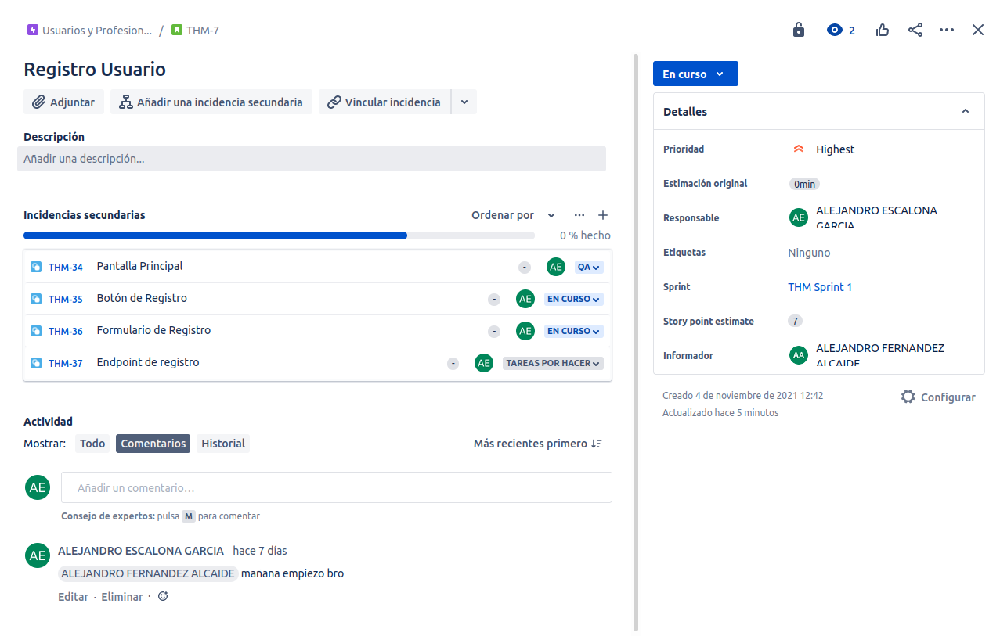 Usuarios y Profesion... / THM-7
2
Registro Usuario
Adjuntar
Añadir una incidencia secundaria
Vincular incidencia
Descripción
Añadir una descripción...
Incidencias secundarias
Ordenar por
0 % hecho
THM-34 Pantalla Principal - AE QA
THM-35 Botón de Registro - AE EN CURSO
THM-36 Formulario de Registro - AE EN CURSO
THM-37 Endpoint de registro - AE TAREAS POR HACER
Actividad
Mostrar: Todo Comentarios Historial
Más recientes primero
AE Añadir un comentario…
Consejo de expertos: pulsa M para comentar
AE ALEJANDRO ESCALONA GARCIA hace 7 días
ALEJANDRO FERNANDEZ ALCAIDE mañana empiezo bro
Editar · Eliminar ·
En curso
Detalles
Prioridad Highest
Estimación original 0min
Responsable AE ALEJANDRO ESCALONA
GARCIA
Etiquetas Ninguno
Sprint THM Sprint 1
Story point estimate 7
Informador AA ALEJANDRO FERNANDEZ
ALCAIDE
Creado 4 de noviembre de 2021 12:42
Actualizado hace 5 minutos
Configurar